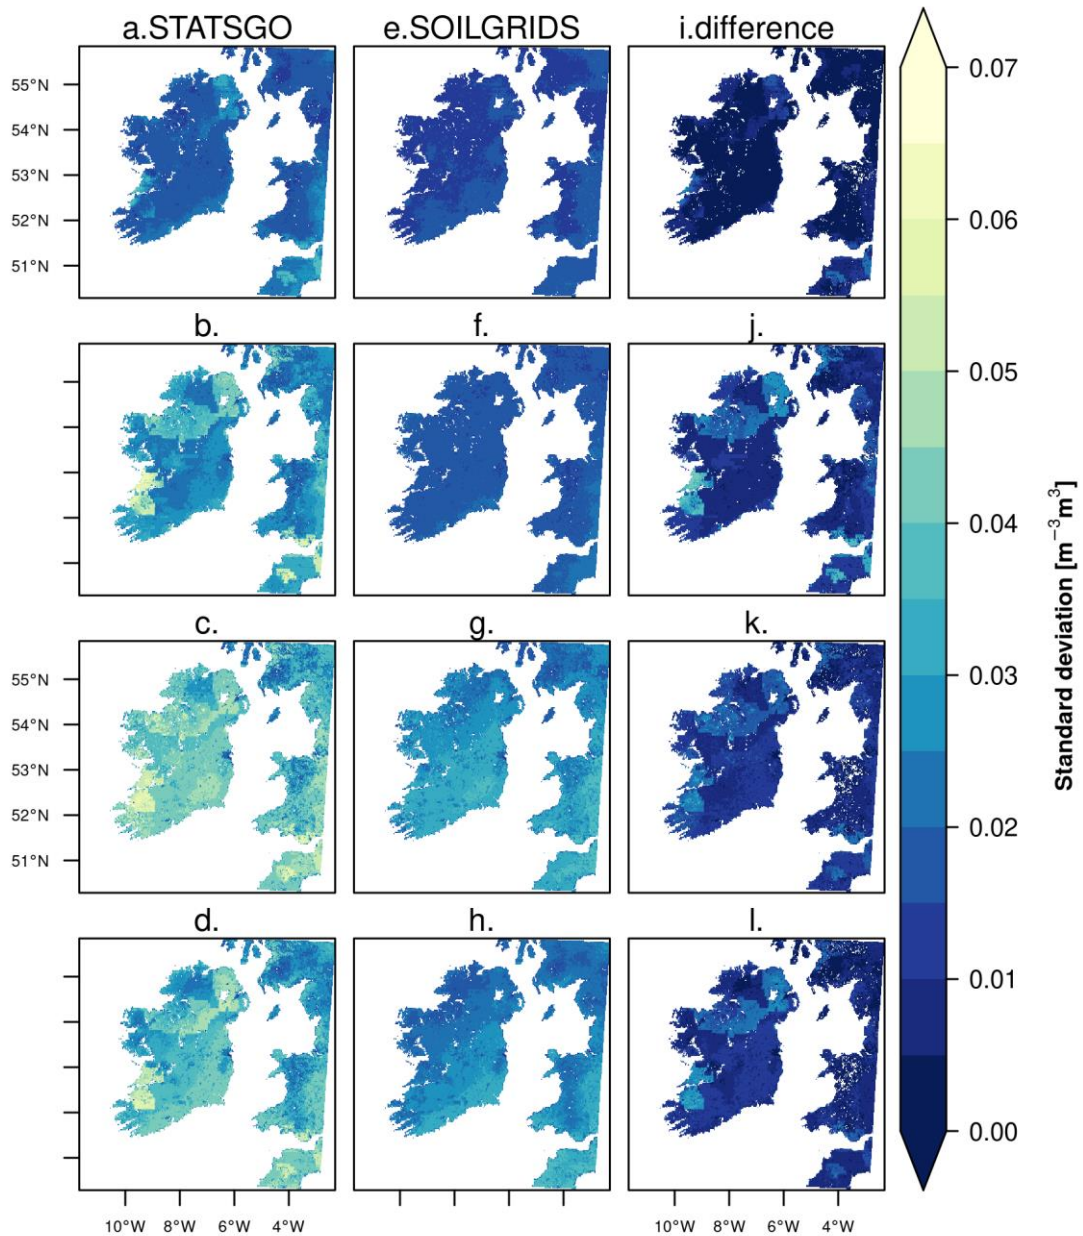 a.STATSGO e.SOILGRIDS i.difference
55°N
54°N
53°N
52°N
51°N
b. f. j.
c. g. k.
55°N
54°N
53°N
52°N
51°N
d. h. l.
10°W 8°W 6°W 4°W 10°W 8°W 6°W 4°W
0.07
0.06
0.05
0.04
0.03
0.02
0.01
0.00
Standard deviation [m⁻³m³]